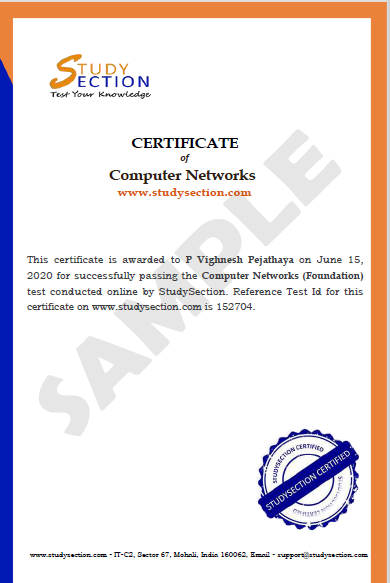 STUDY
SECTION
Test Your Knowledge
CERTIFICATE
of
Computer Networks
www.studysection.com
This certificate is awarded to P Vighnesh Pejathaya on June 15,
2020 for successfully passing the Computer Networks (Foundation)
test conducted online by StudySection. Reference Test Id for this
certificate on www.studysection.com is 152704.
SAMPLE
STUDYSECTION CERTIFIED
STUDYSECTION CERTIFIED
STUDYSECTION CERTIFIED
www.studysection.com - IT-C2, Sector 67, Mohali, India 160062, Email - support@studysection.com